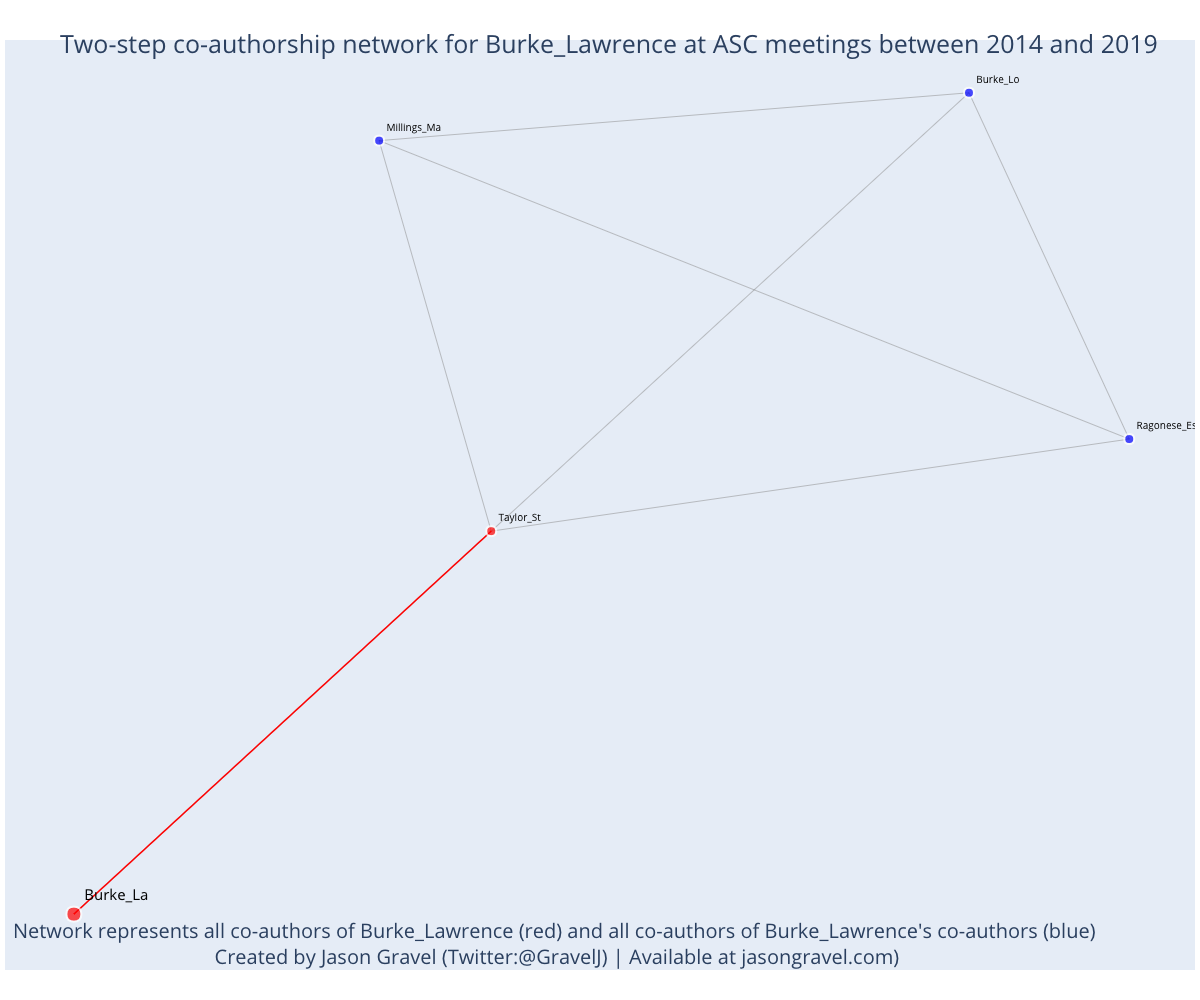 Two-step co-authorship network for Burke_Lawrence at ASC meetings between 2014 and 2019
Burke_Lo
Millings_Ma
Ragonese_Es
Taylor_St
Burke_La
Network represents all co-authors of Burke_Lawrence (red) and all co-authors of Burke_Lawrence's co-authors (blue)
Created by Jason Gravel (Twitter:@GravelJ) | Available at jasongravel.com)